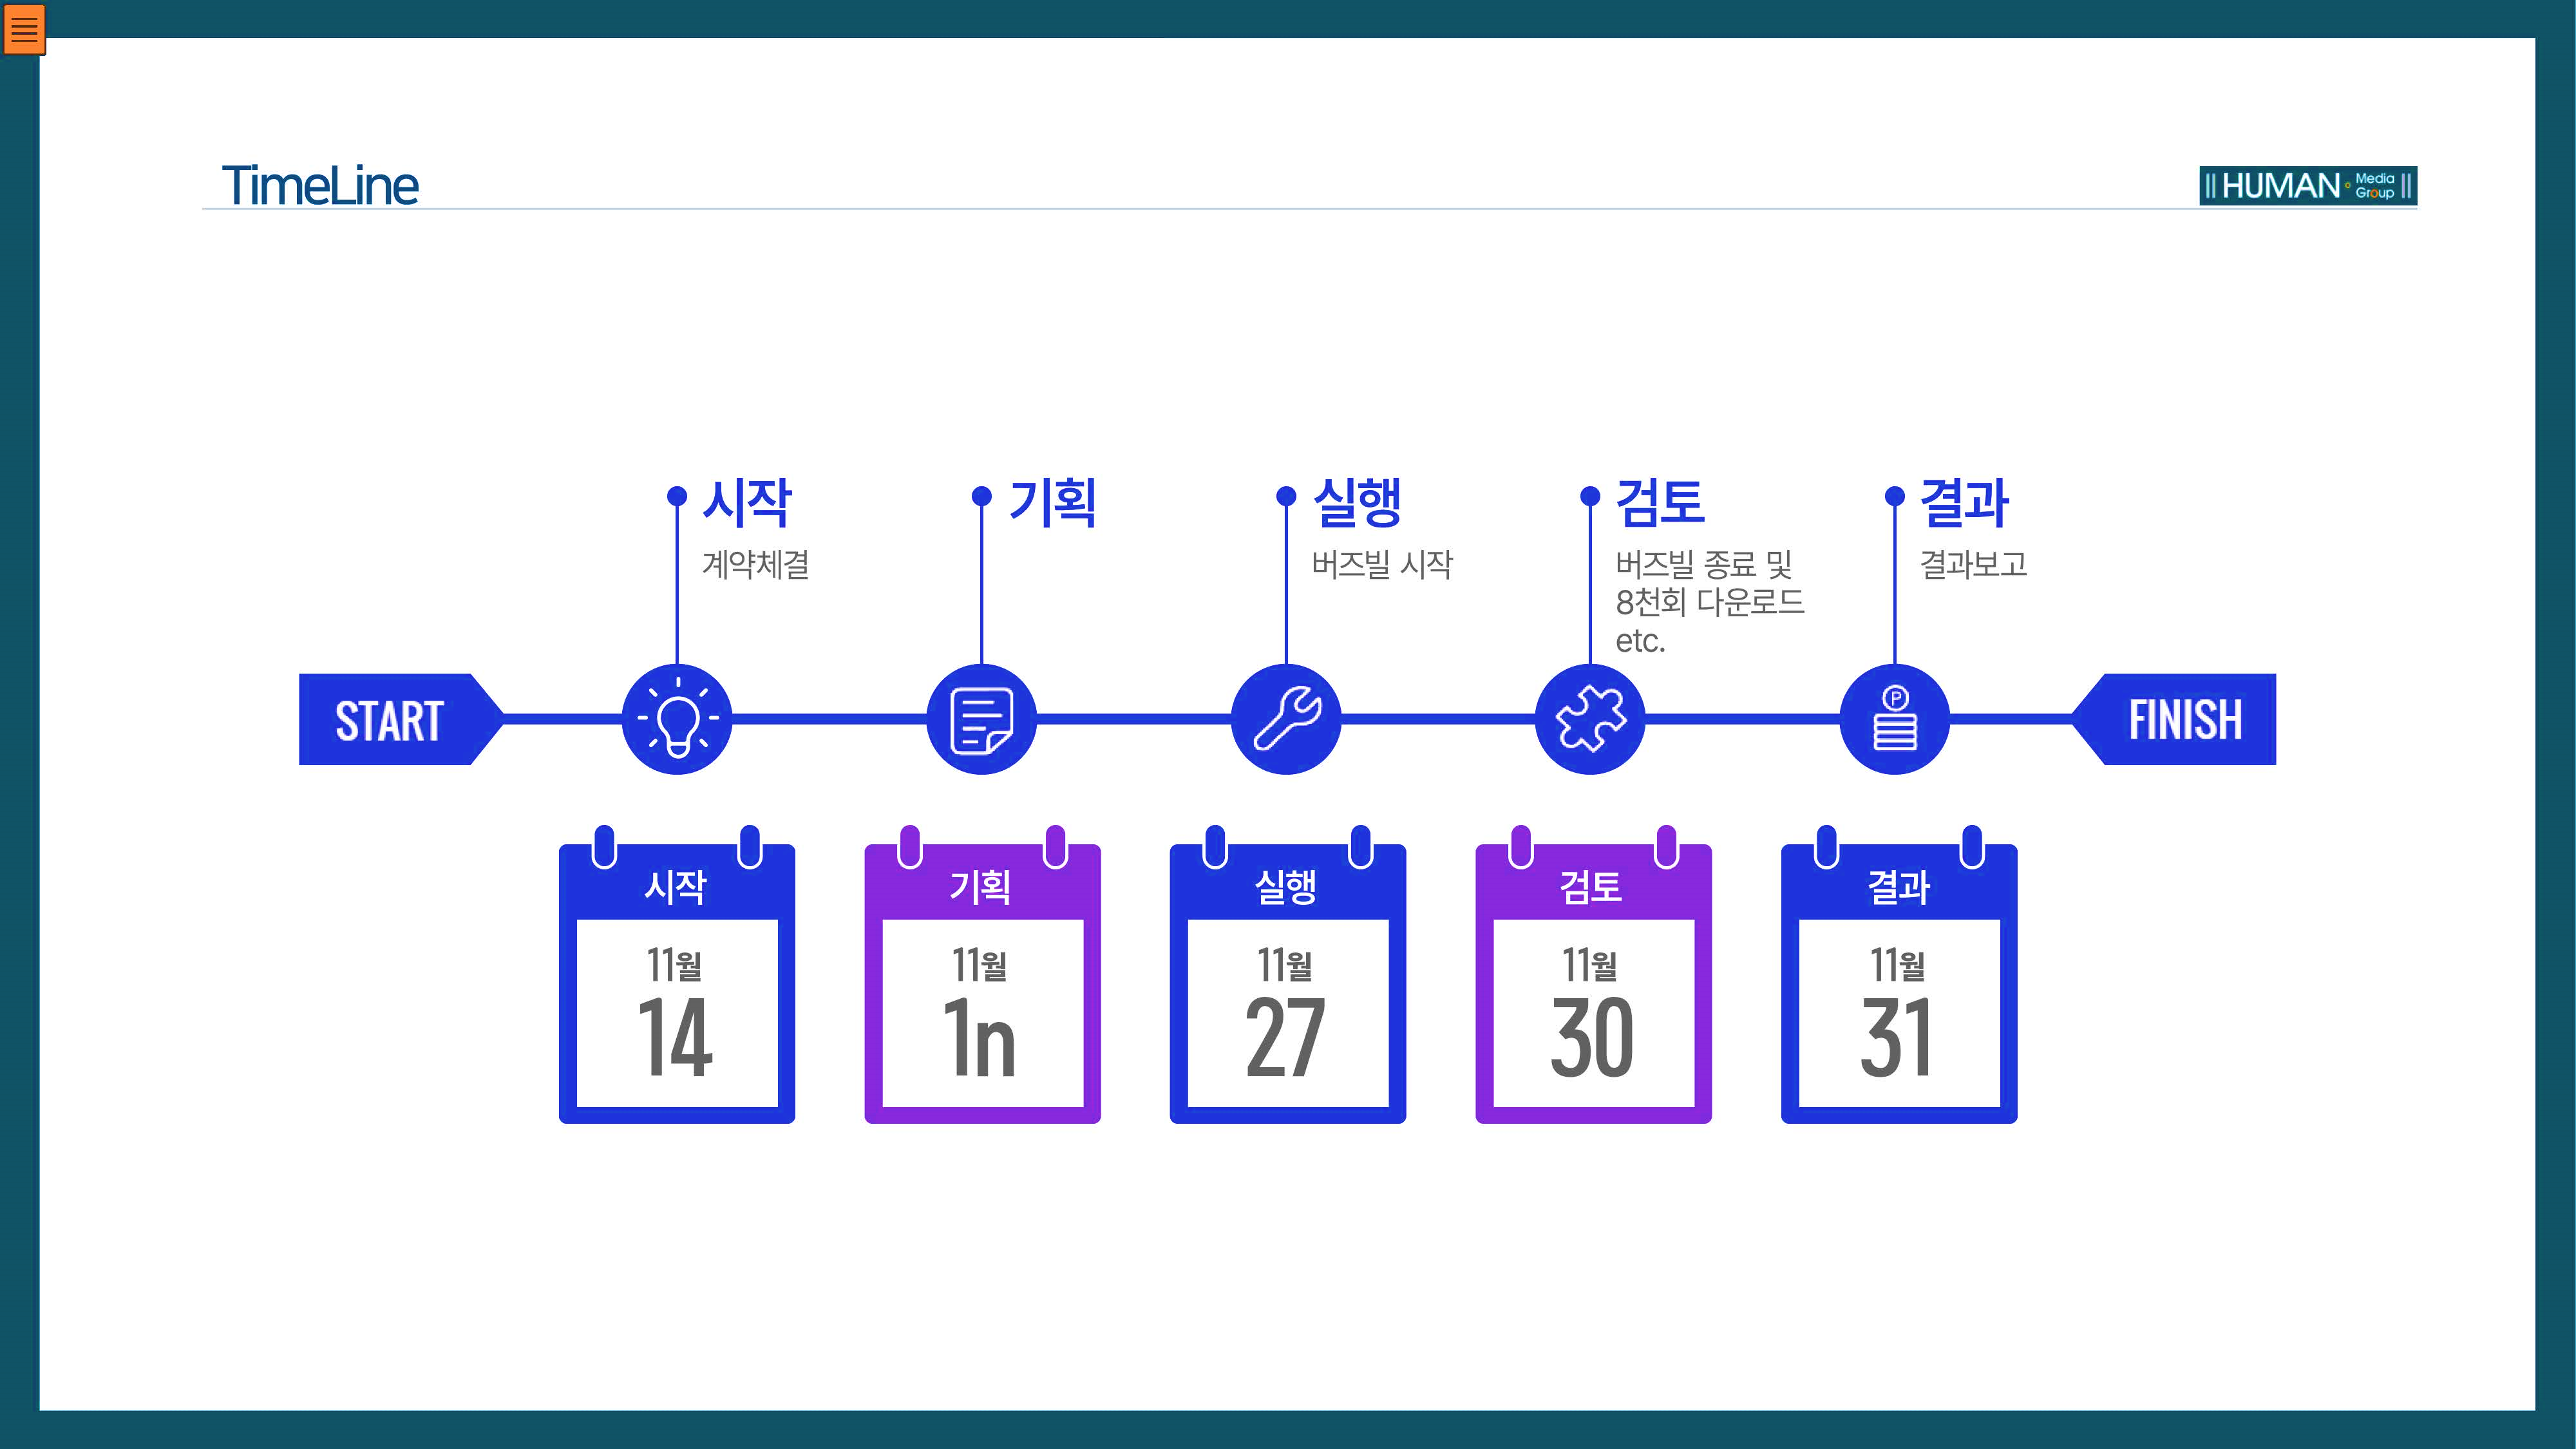 TimeLine
HUMAN Media Group
시작
계약체결
기획
실행
버즈빌 시작
검토
버즈빌 종료 및
8천회 다운로드
etc.
결과
결과보고
START
P
FINISH
시작
11월
14
기획
11월
1n
실행
11월
27
검토
11월
30
결과
11월
31